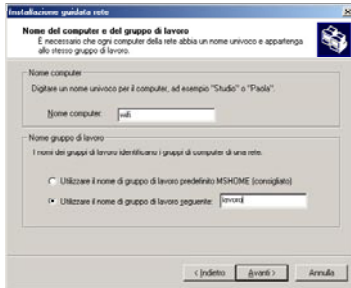 Installazione guidata rete
Nome del computer e del gruppo di lavoro
È necessario che ogni computer della rete abbia un nome univoco e appartenga
allo stesso gruppo di lavoro.
Nome computer
Digitare un nome univoco per il computer, ad esempio "Studio" o "Paola".
Nome computer: wifi
Nome gruppo di lavoro
I nomi dei gruppi di lavoro identificano i gruppi di computer di una rete.
Utilizzare il nome di gruppo di lavoro predefinito MSHOME (consigliato)
Utilizzare il nome di gruppo di lavoro seguente: lavoro
< Indietro Avanti > Annulla